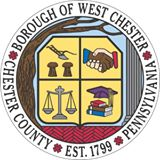 BOROUGH OF WEST CHESTER
CHESTER COUNTY
PENNSYLVANIA
EST. 1799